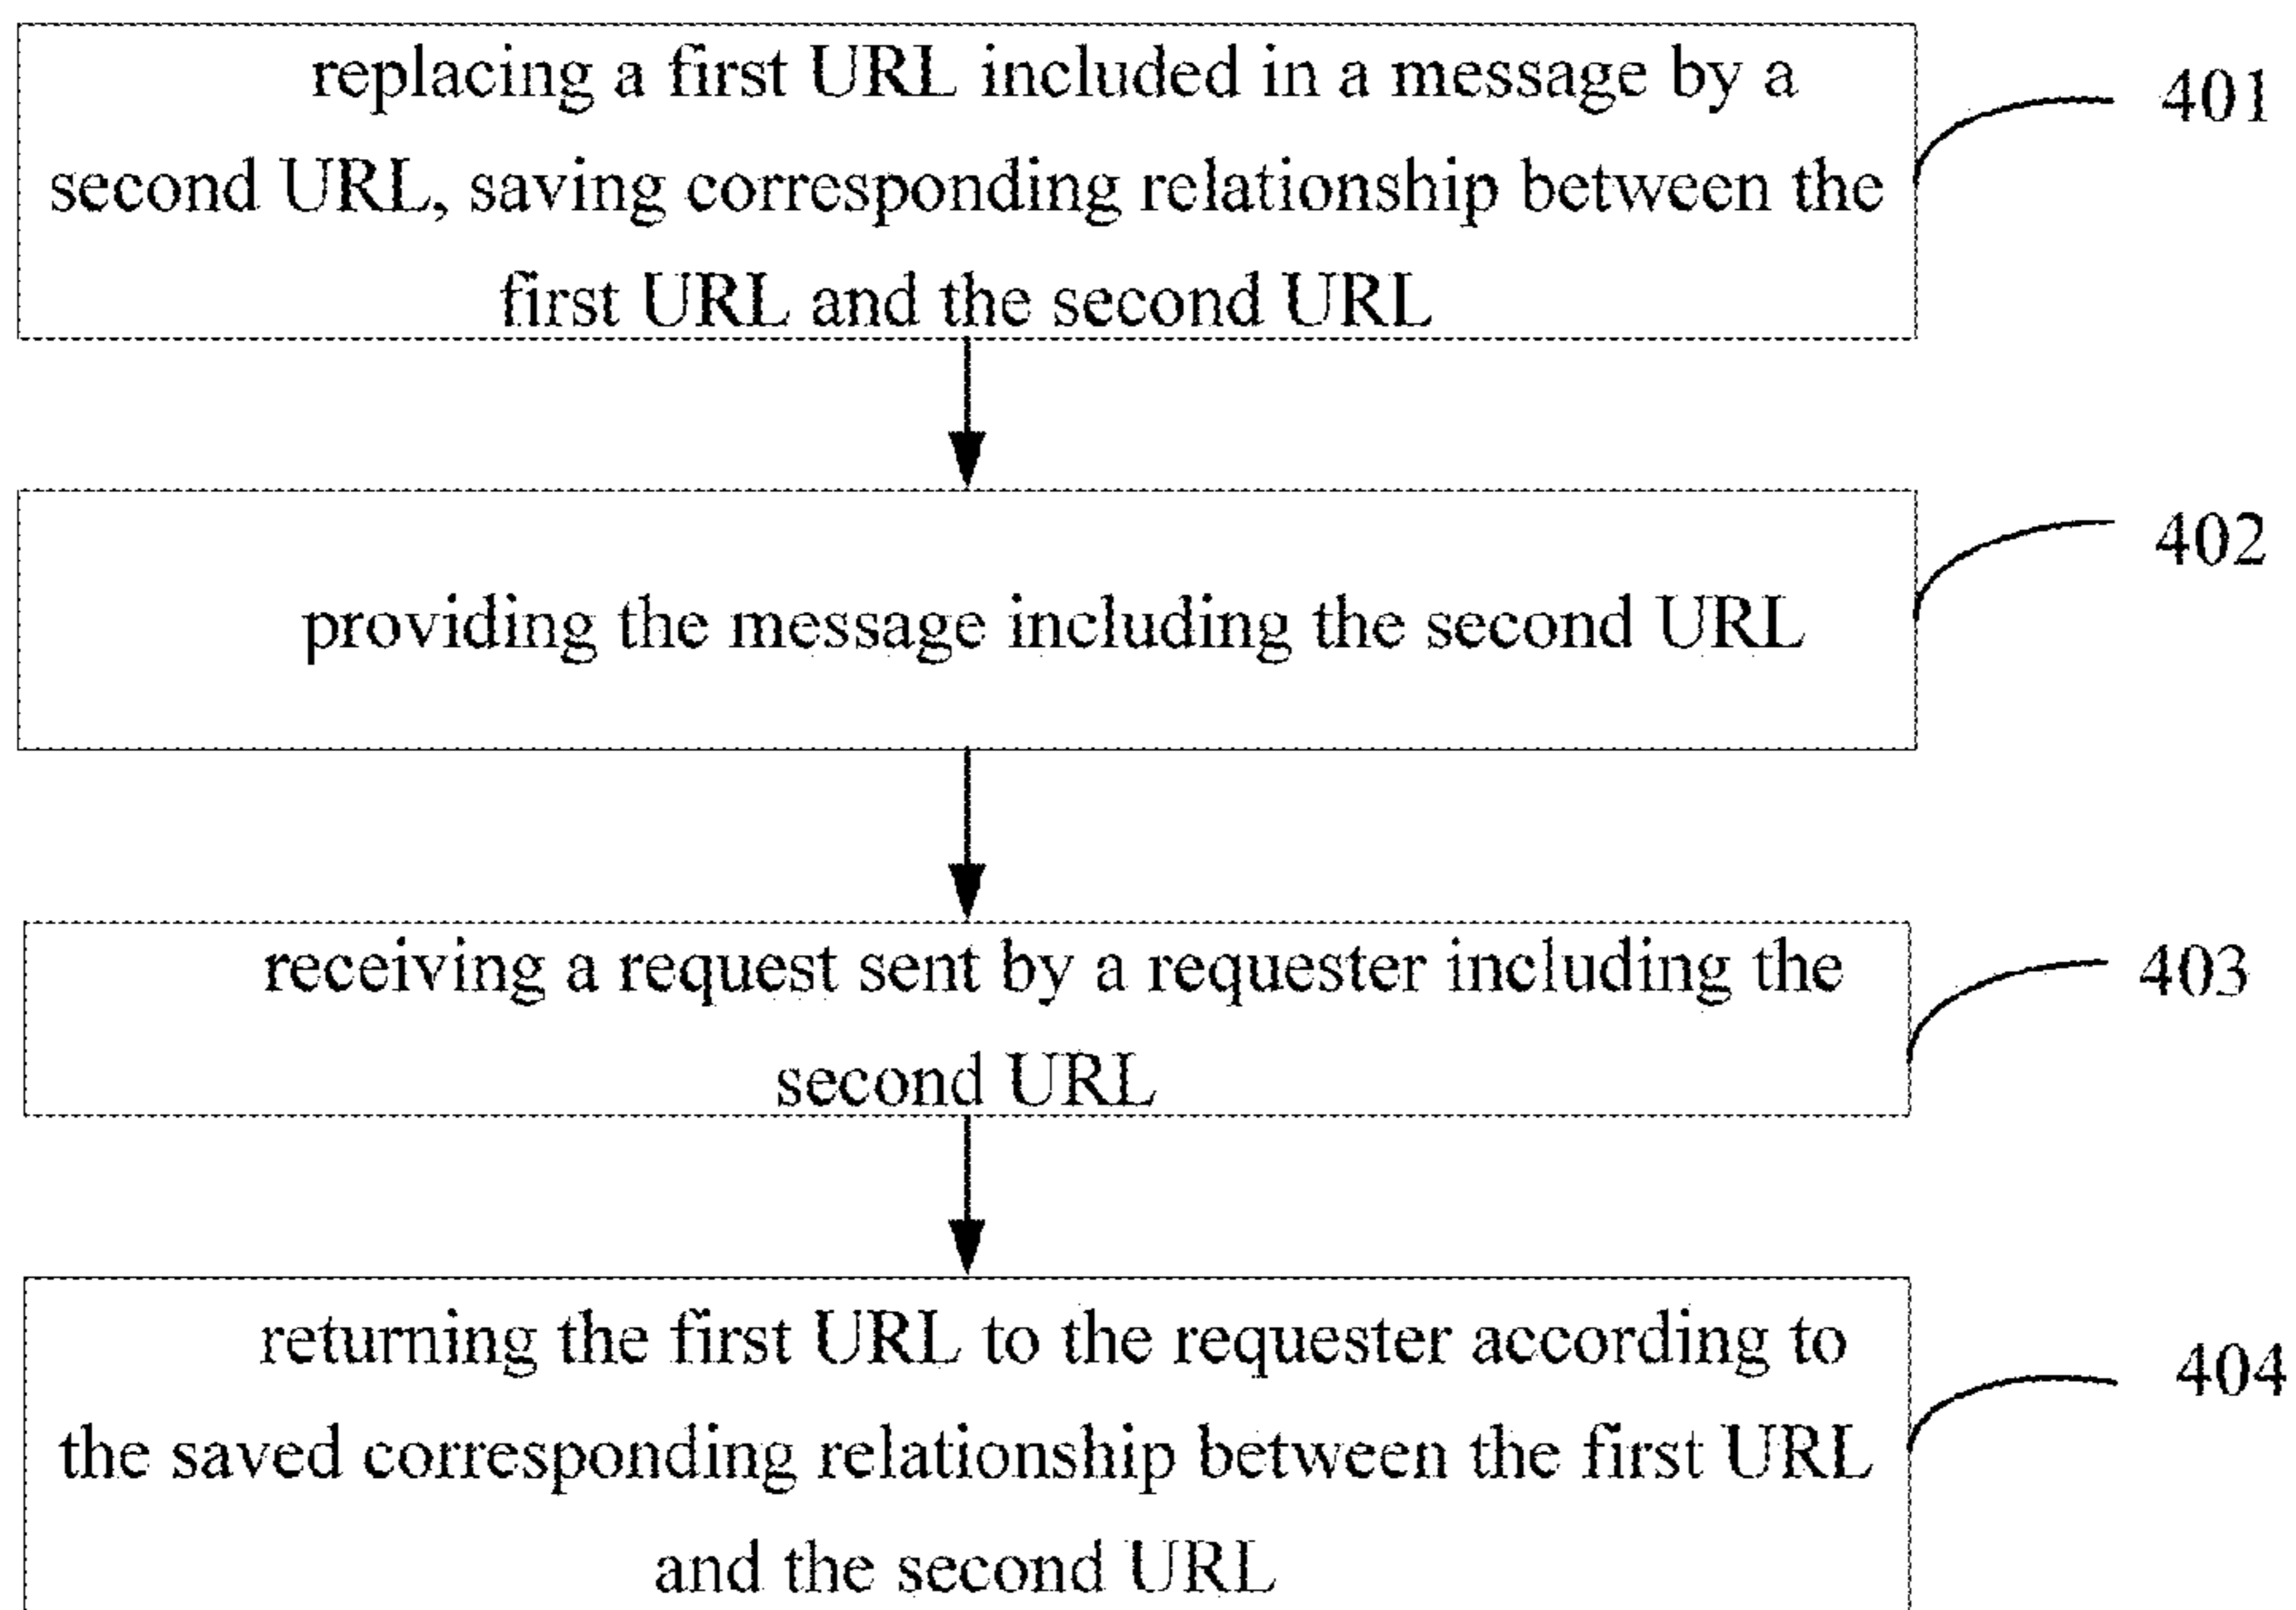 replacing a first URL included in a message by a
second URL, saving corresponding relationship between the
first URL and the second URL
401
providing the message including the second URL
402
receiving a request sent by a requester including the
second URL
403
returning the first URL to the requester according to
the saved corresponding relationship between the first URL
and the second URL
404